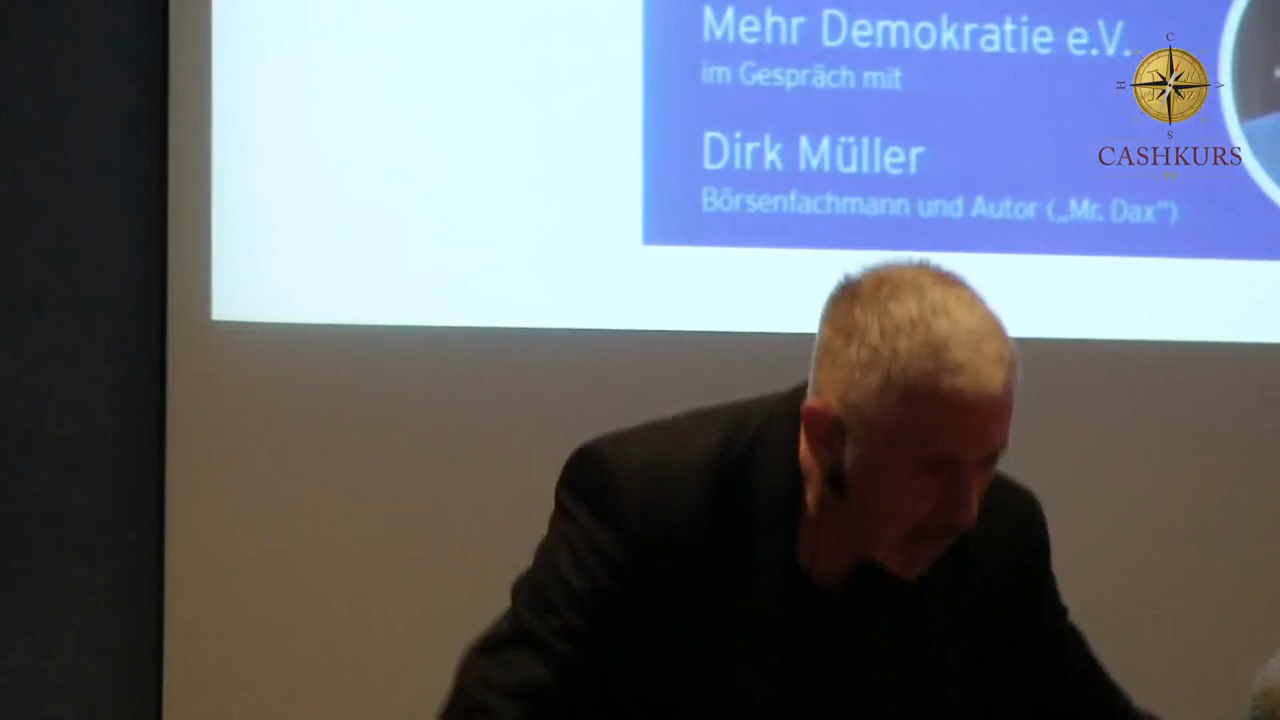 Mehr Demokratie e.V.
im Gespräch mit
Dirk Müller
Börsenfachmann und Autor („Mr. Dax“)
C
H A
S
CASHKURS